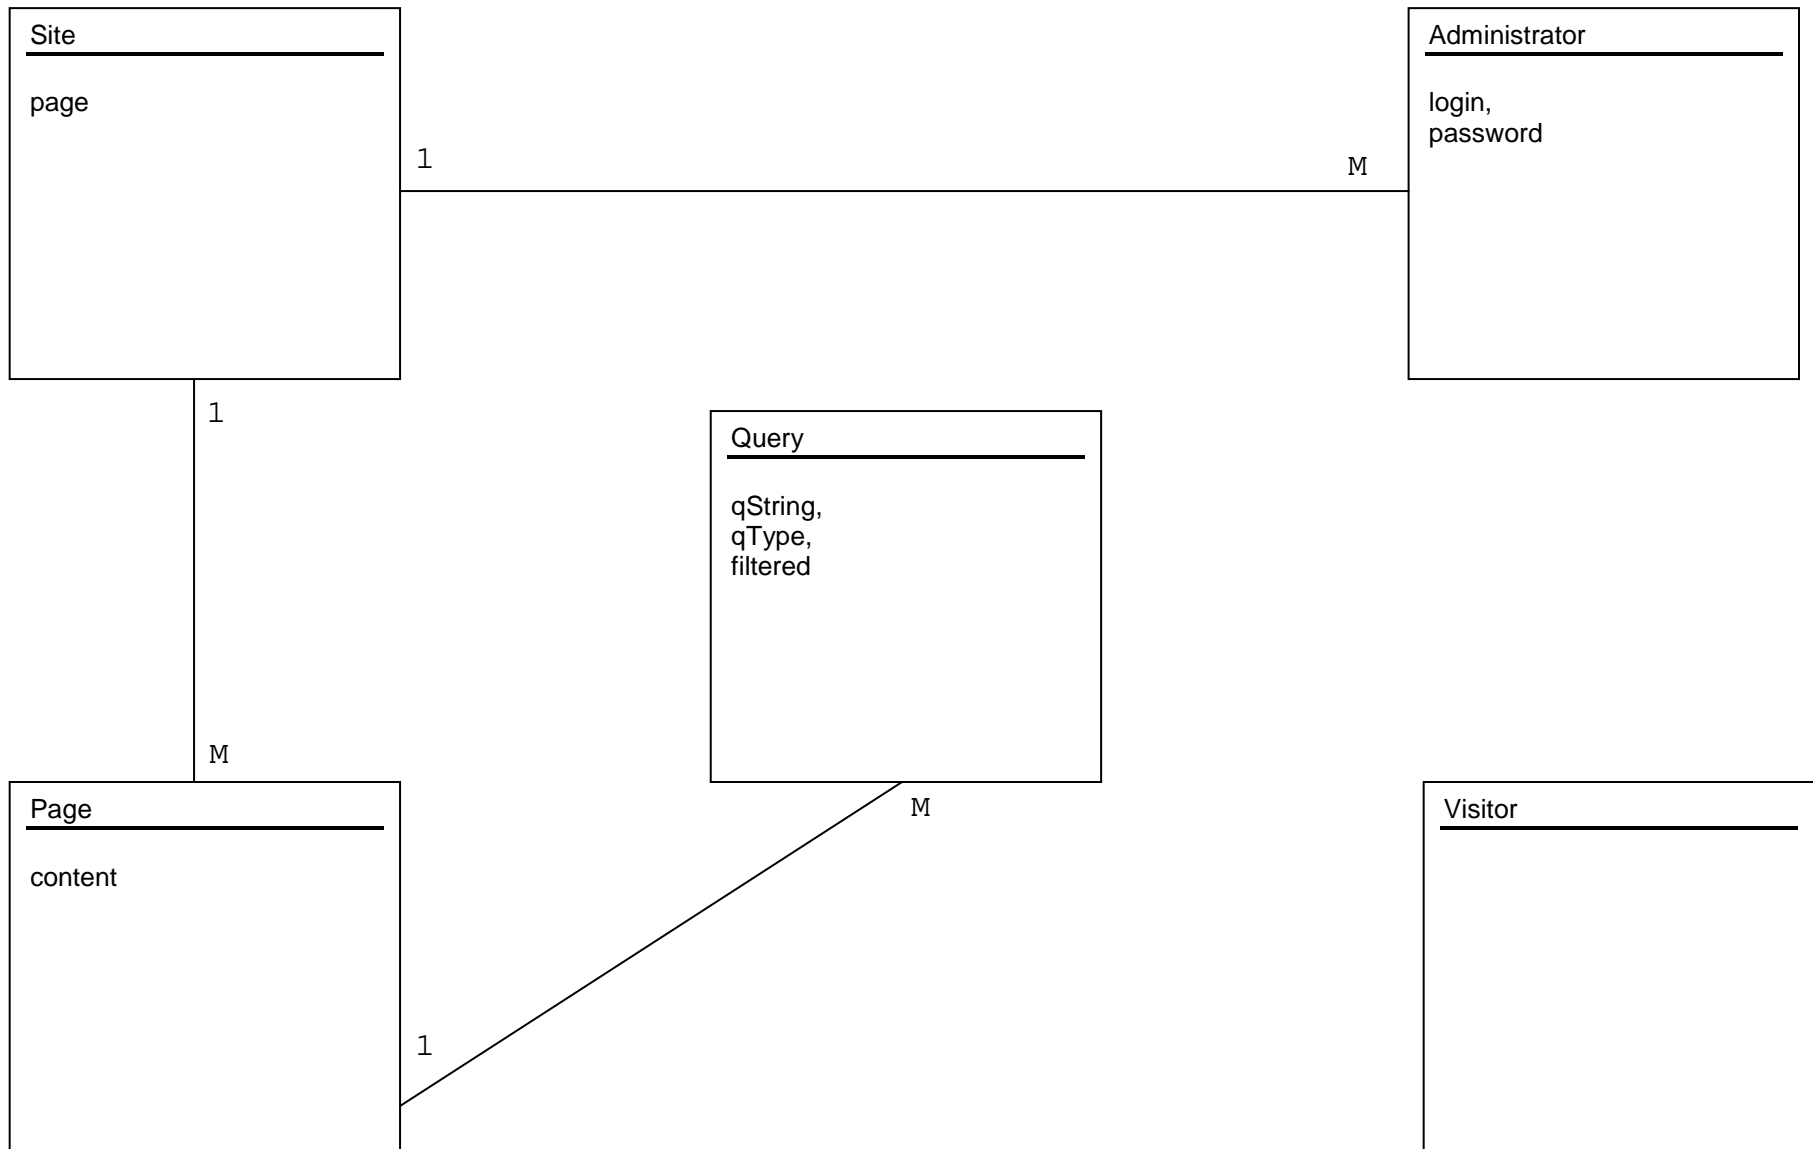 Site
page
1
M
Administrator
login,
password
1
Query
qString,
qType,
filtered
M
Page
content
M
1
Visitor